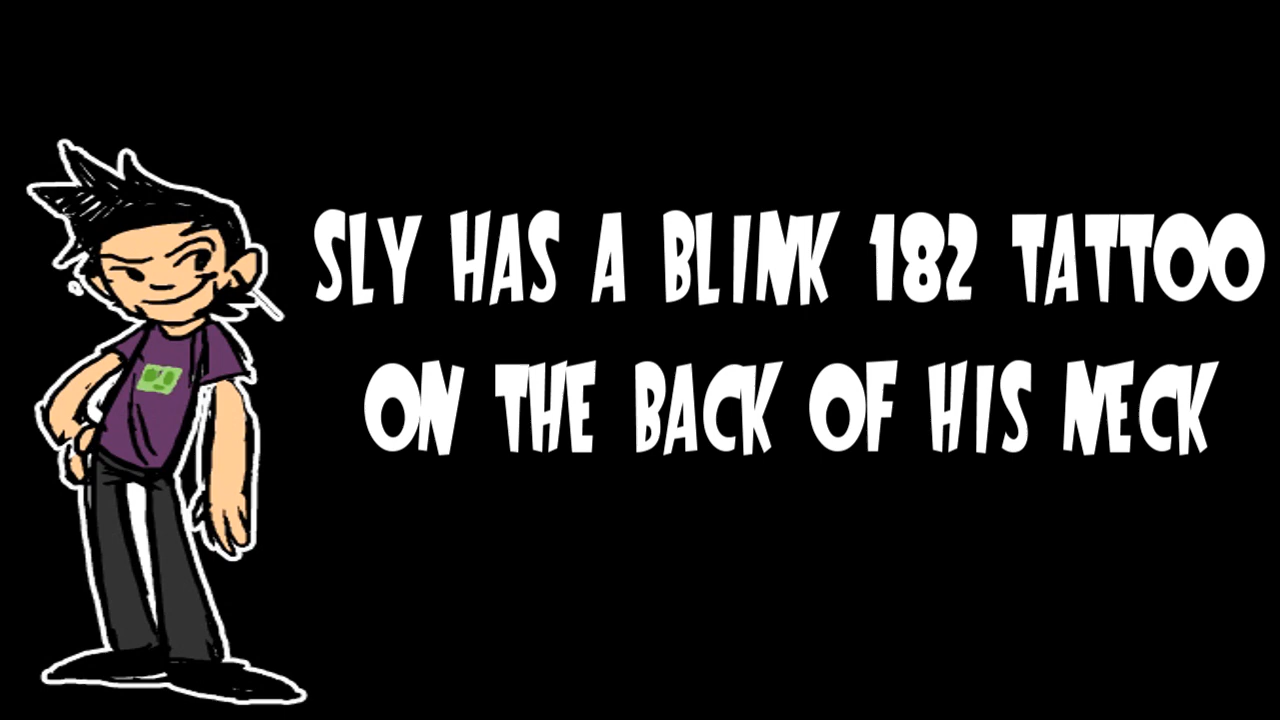 SLY HAS A BLINK 182 TATTOO
ON THE BACK OF HIS NECK